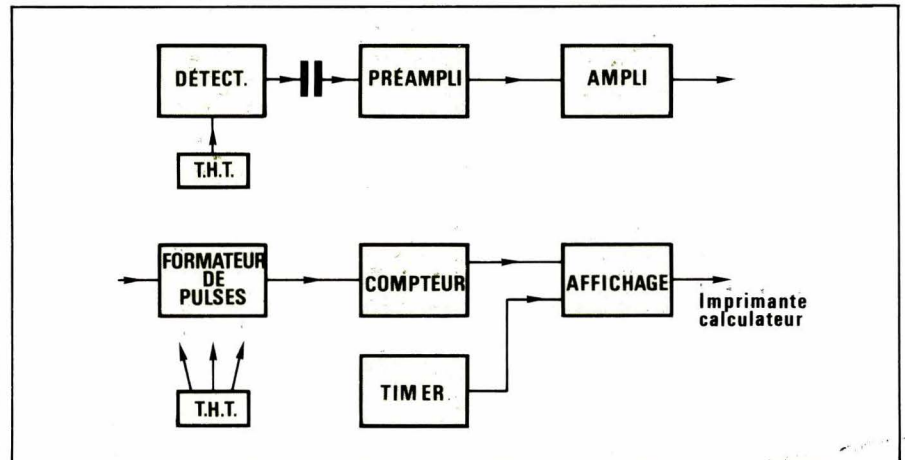 DÉTECT.
PRÉAMPLI
AMPLI
T.H.T.
FORMATEUR
DE
PULSES
COMPTEUR
AFFICHAGE
Imprimante
calculateur
T.H.T.
TIMER